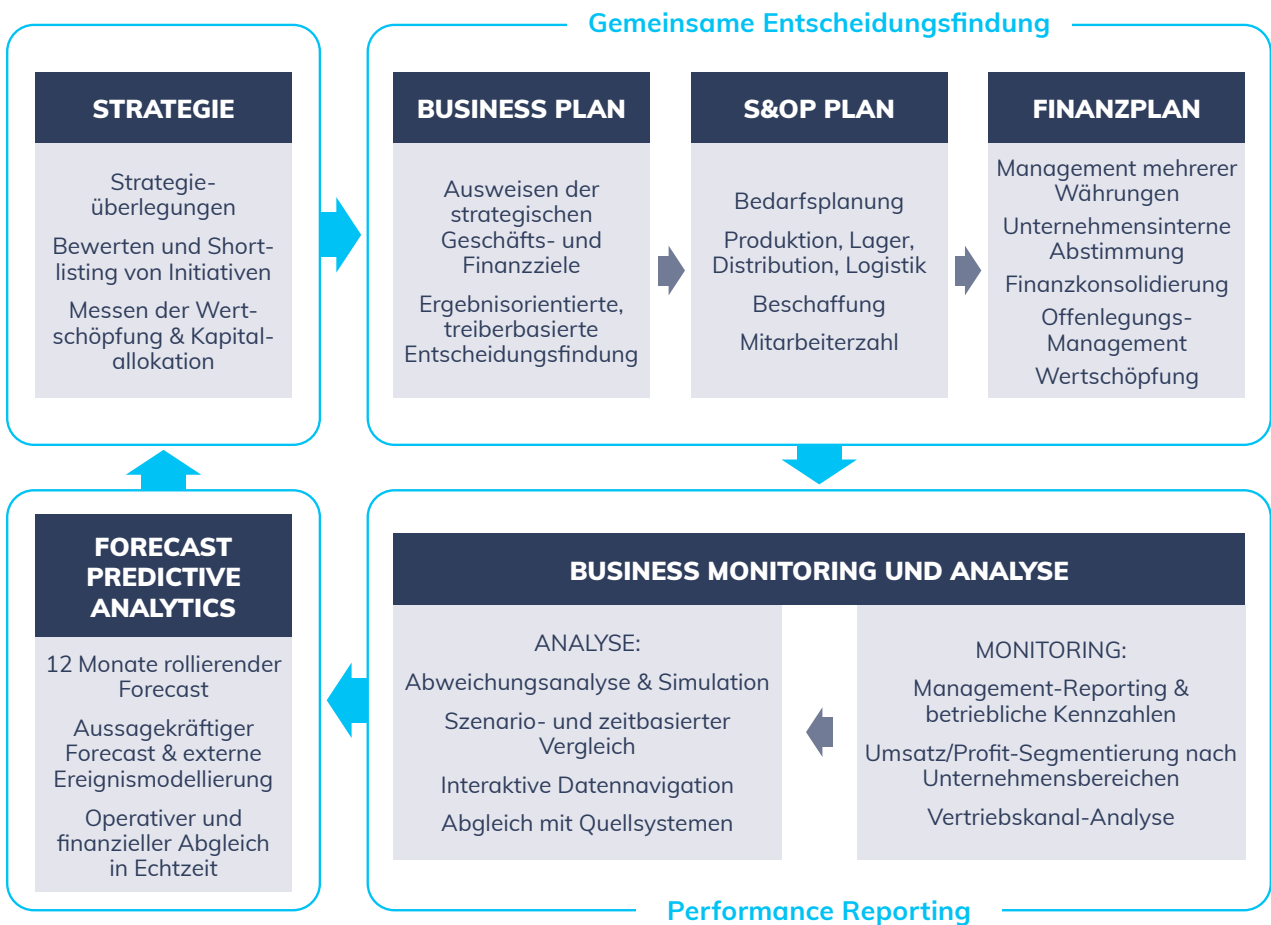 Gemeinsame Entscheidungsfindung
STRATEGIE
Strategie-
überlegungen
Bewerten und Short-
listing von Initiativen
Messen der Wert-
schöpfung & Kapital-
allokation
BUSINESS PLAN
Ausweisen der
strategischen
Geschäfts- und
Finanzziele
Ergebnisorientierte,
treiberbasierte
Entscheidungsfindung
S&OP PLAN
Bedarfsplanung
Produktion, Lager,
Distribution, Logistik
Beschaffung
Mitarbeiterzahl
FINANZPLAN
Management mehrerer
Währungen
Unternehmensinterne
Abstimmung
Finanzkonsolidierung
Offenlegungs-
Management
Wertschöpfung
FORECAST
PREDICTIVE
ANALYTICS
12 Monate rollierender
Forecast
Aussagekräftiger
Forecast & externe
Ereignismodellierung
Operativer und
finanzieller Abgleich
in Echtzeit
BUSINESS MONITORING UND ANALYSE
ANALYSE:
Abweichungsanalyse & Simulation
Szenario- und zeitbasierter
Vergleich
Interaktive Datennavigation
Abgleich mit Quellsystemen
MONITORING:
Management-Reporting &
betriebliche Kennzahlen
Umsatz/Profit-Segmentierung nach
Unternehmensbereichen
Vertriebskanal-Analyse
Performance Reporting